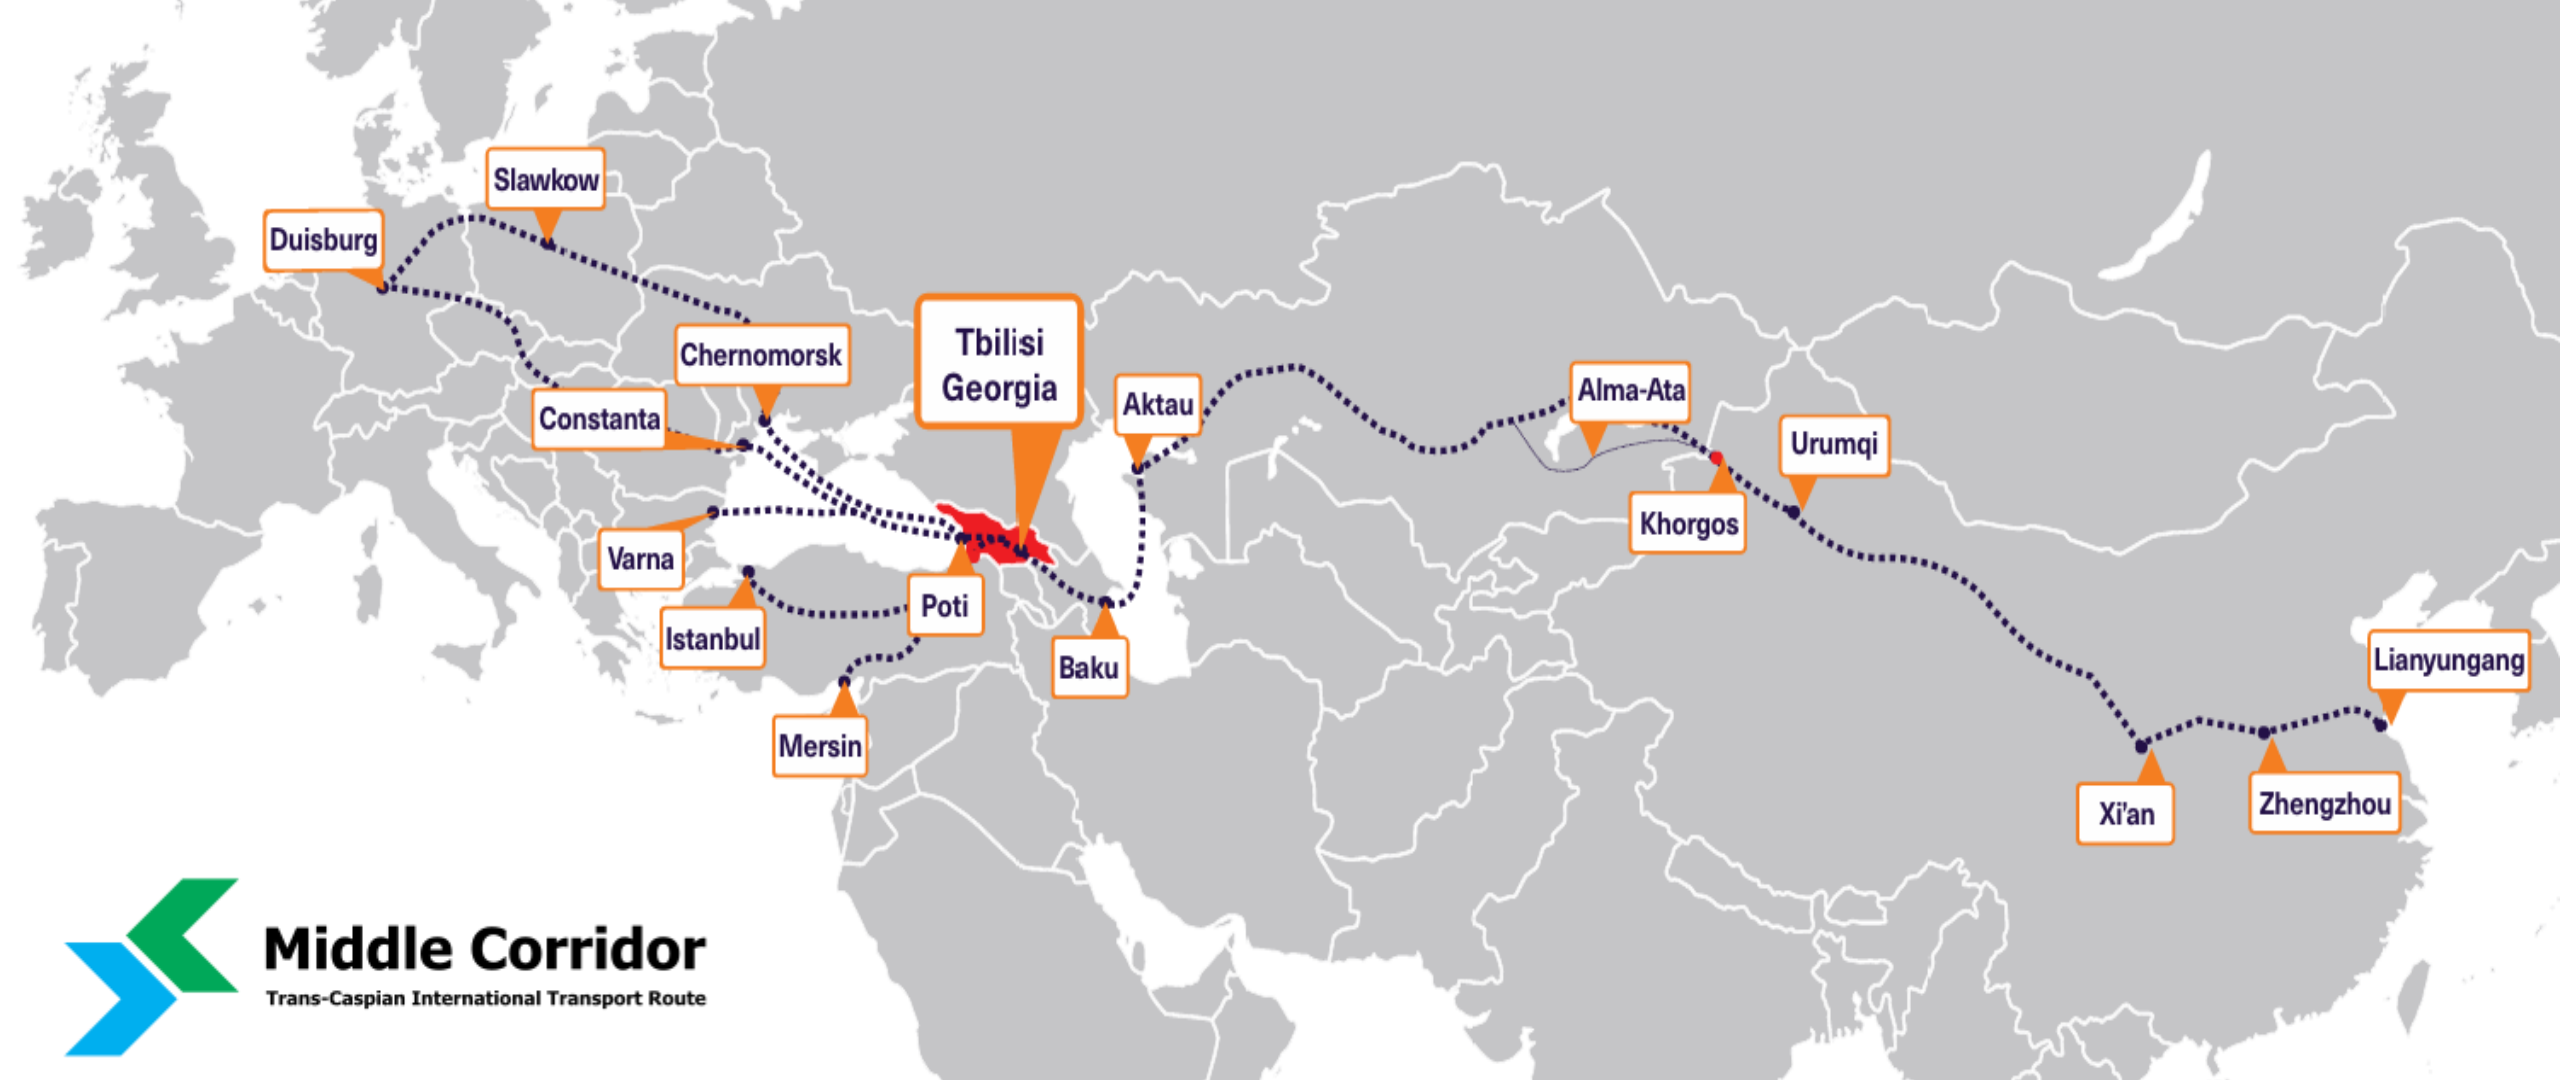 Slawkow
Duisburg
Chernomorsk
Tbilisi
Georgia
Constanta
Aktau
Alma-Ata
Urumqi
Khorgos
Varna
Istanbul
Poti
Baku
Mersin
Lianyungang
Xi'an
Zhengzhou
Middle Corridor
Trans-Caspian International Transport Route